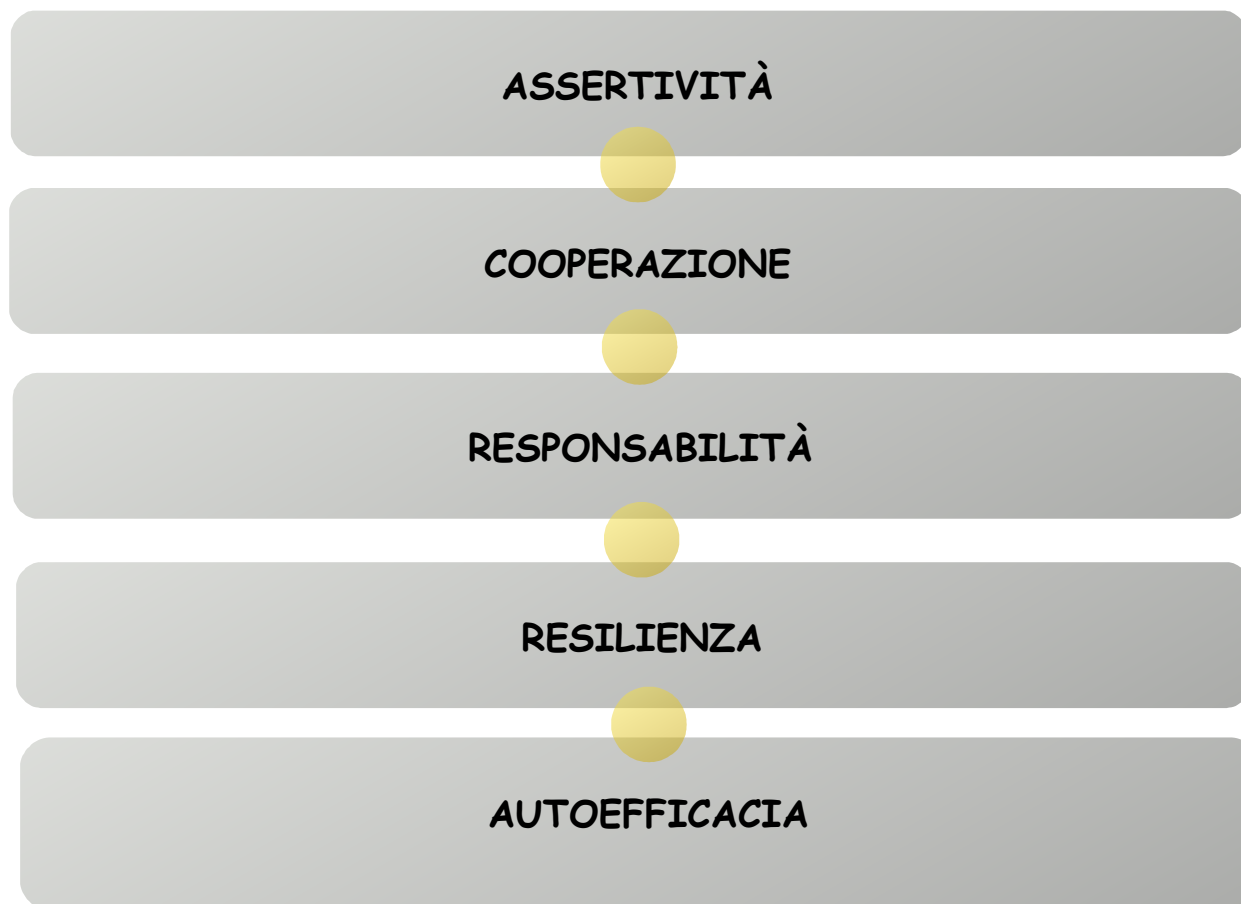 ASSERTIVITÀ
COOPERAZIONE
RESPONSABILITÀ
RESILIENZA
AUTOEFFICACIA